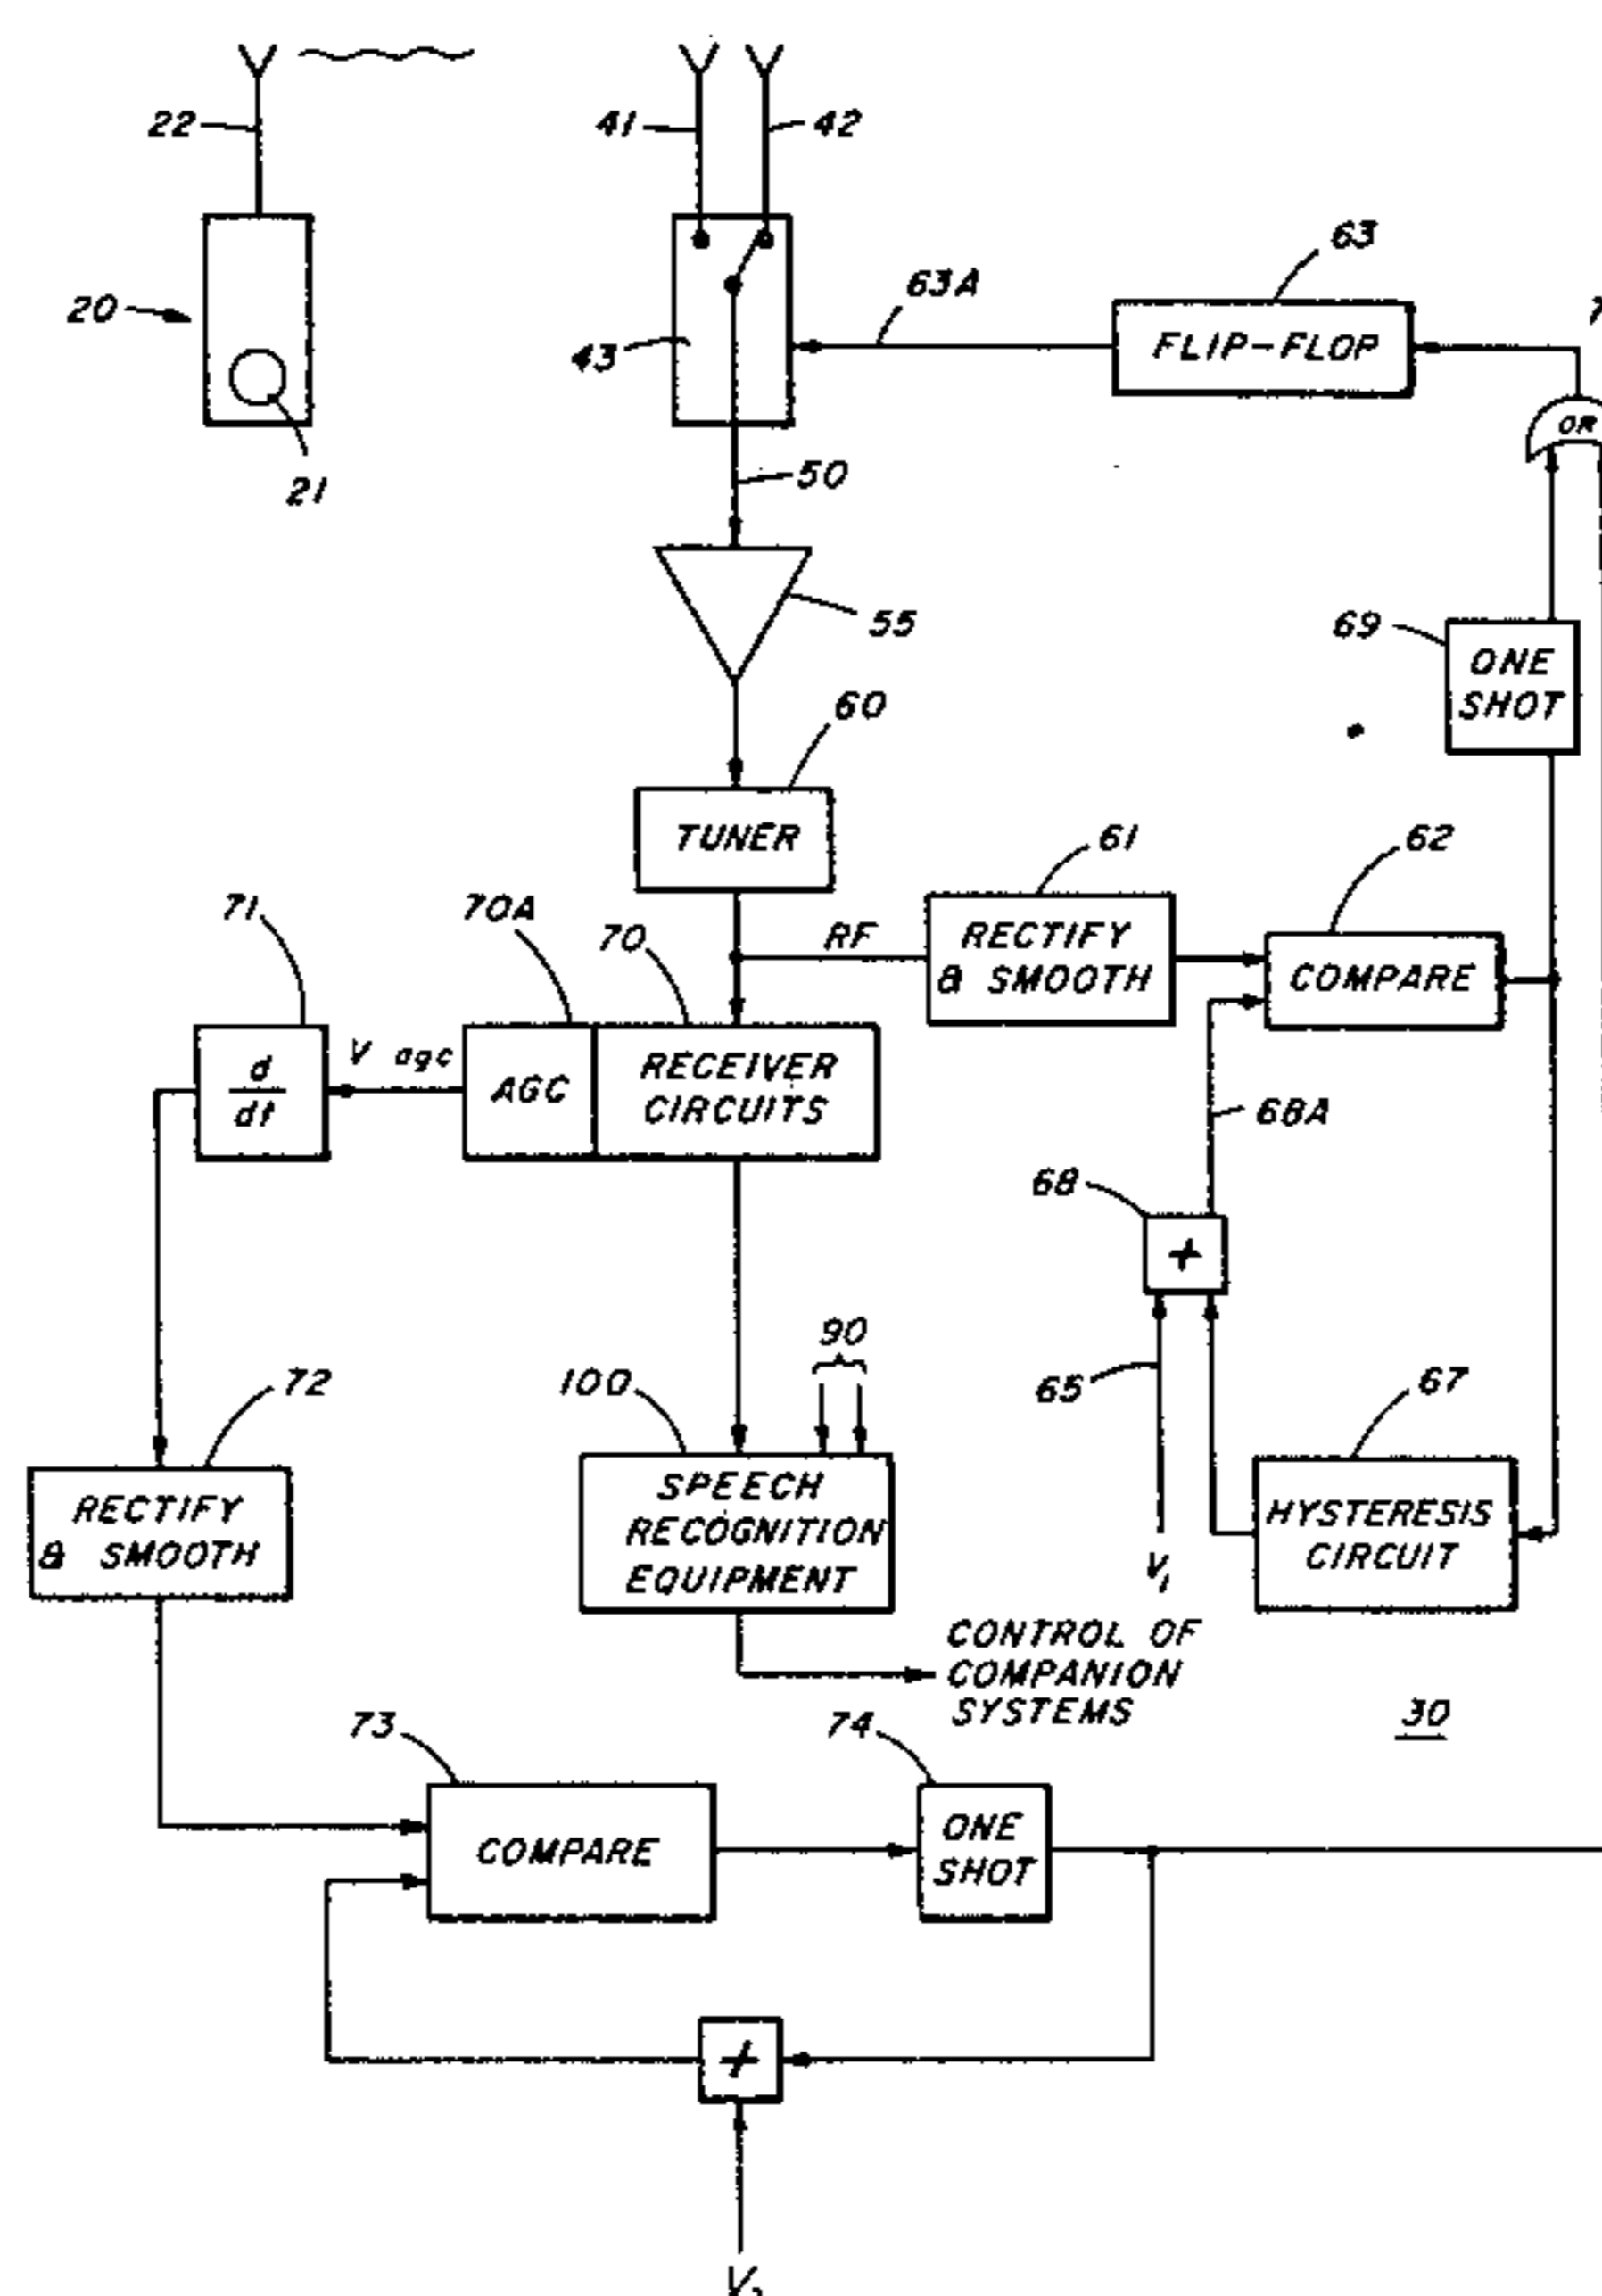 22
41
42
63
63A
20
43
FLIP-FLOP
OR
21
50
55
69
ONE
SHOT
60
TUNER
61
62
71
70A
70
RF
RECTIFY
& SMOOTH
COMPARE
d
dt
V agc
AGC
RECEIVER
CIRCUITS
68A
68
+
90
72
100
65
67
RECTIFY
& SMOOTH
SPEECH
RECOGNITION
EQUIPMENT
V1
HYSTERESIS
CIRCUIT
CONTROL OF
COMPANION
SYSTEMS
30
73
74
COMPARE
ONE
SHOT
+